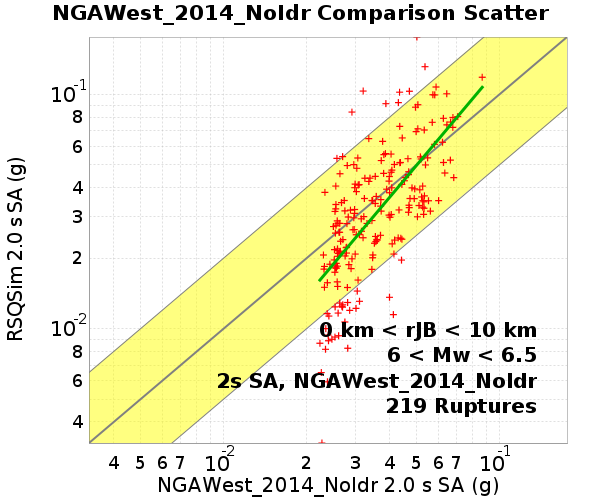 NGAWest_2014_NoIdr Comparison Scatter
RSQSim 2.0 s SA (g)
10-1
8
6
4
3
2
10-2
8
6
4
0 km < rJB < 10 km
6 < Mw < 6.5
2s SA, NGAWest_2014_NoIdr
219 Ruptures
4 5 6 7 10-2 2 3 4 5 6 7 10-1
NGAWest_2014_NoIdr 2.0 s SA (g)